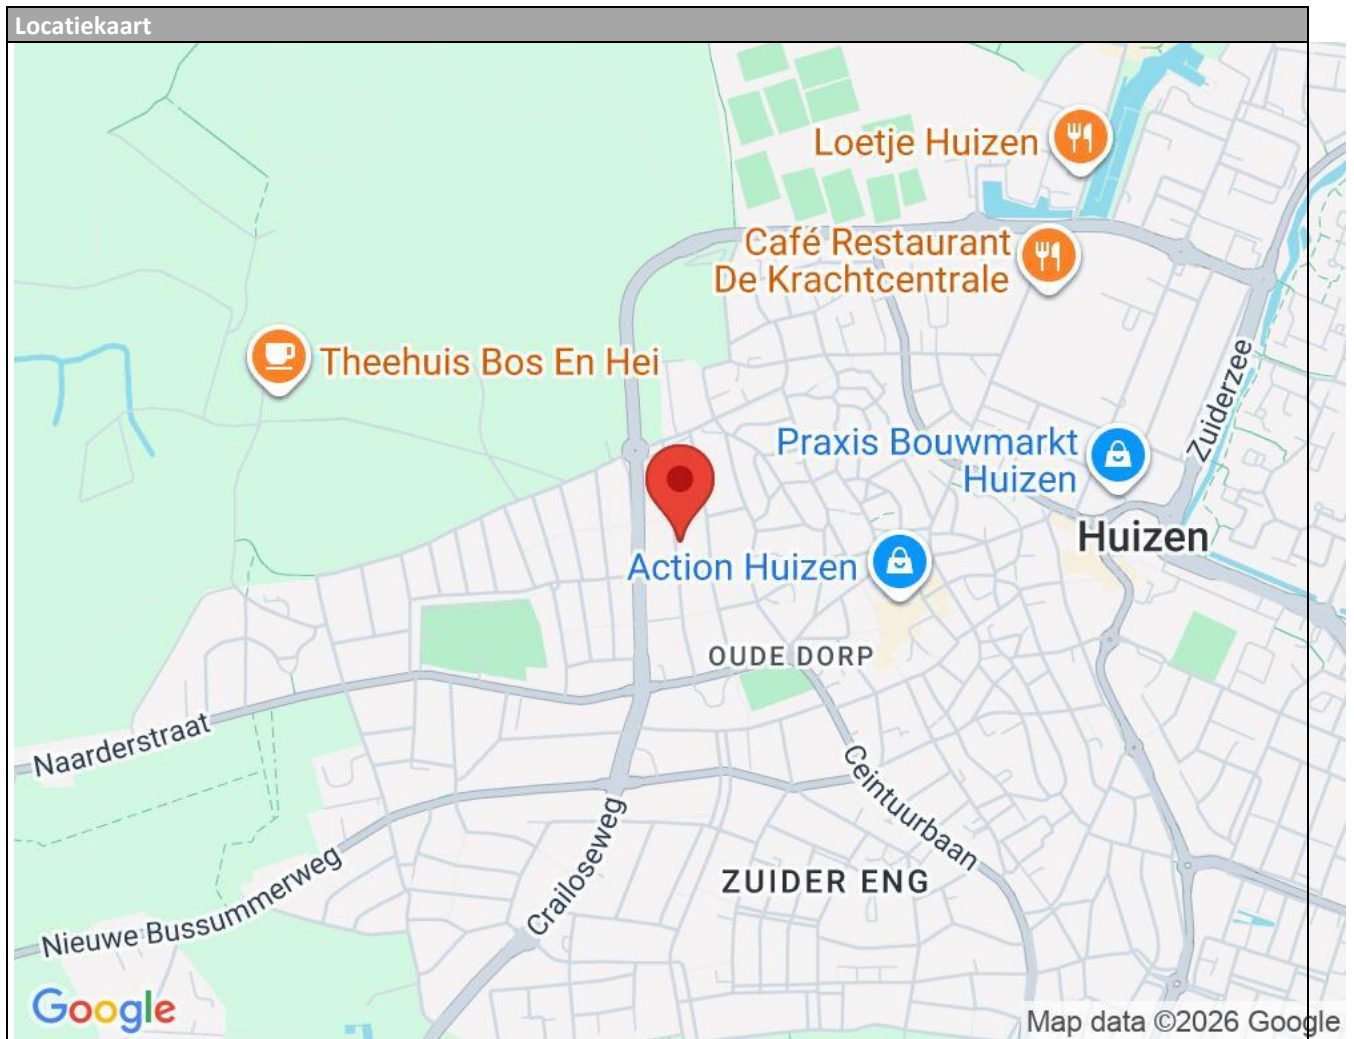 Locatiekaart
Loetje Huizen
Café Restaurant
De Krachtcentrale
Theehuis Bos En Hei
Zuiderzee
Praxis Bouwmarkt
Huizen
Huizen
Action Huizen
OUDE DORP
Naarderstraat
Ceintuurbaan
Crailoseweg
ZUIDER ENG
Nieuwe Bussummerweg
Google
Map data ©2026 Google